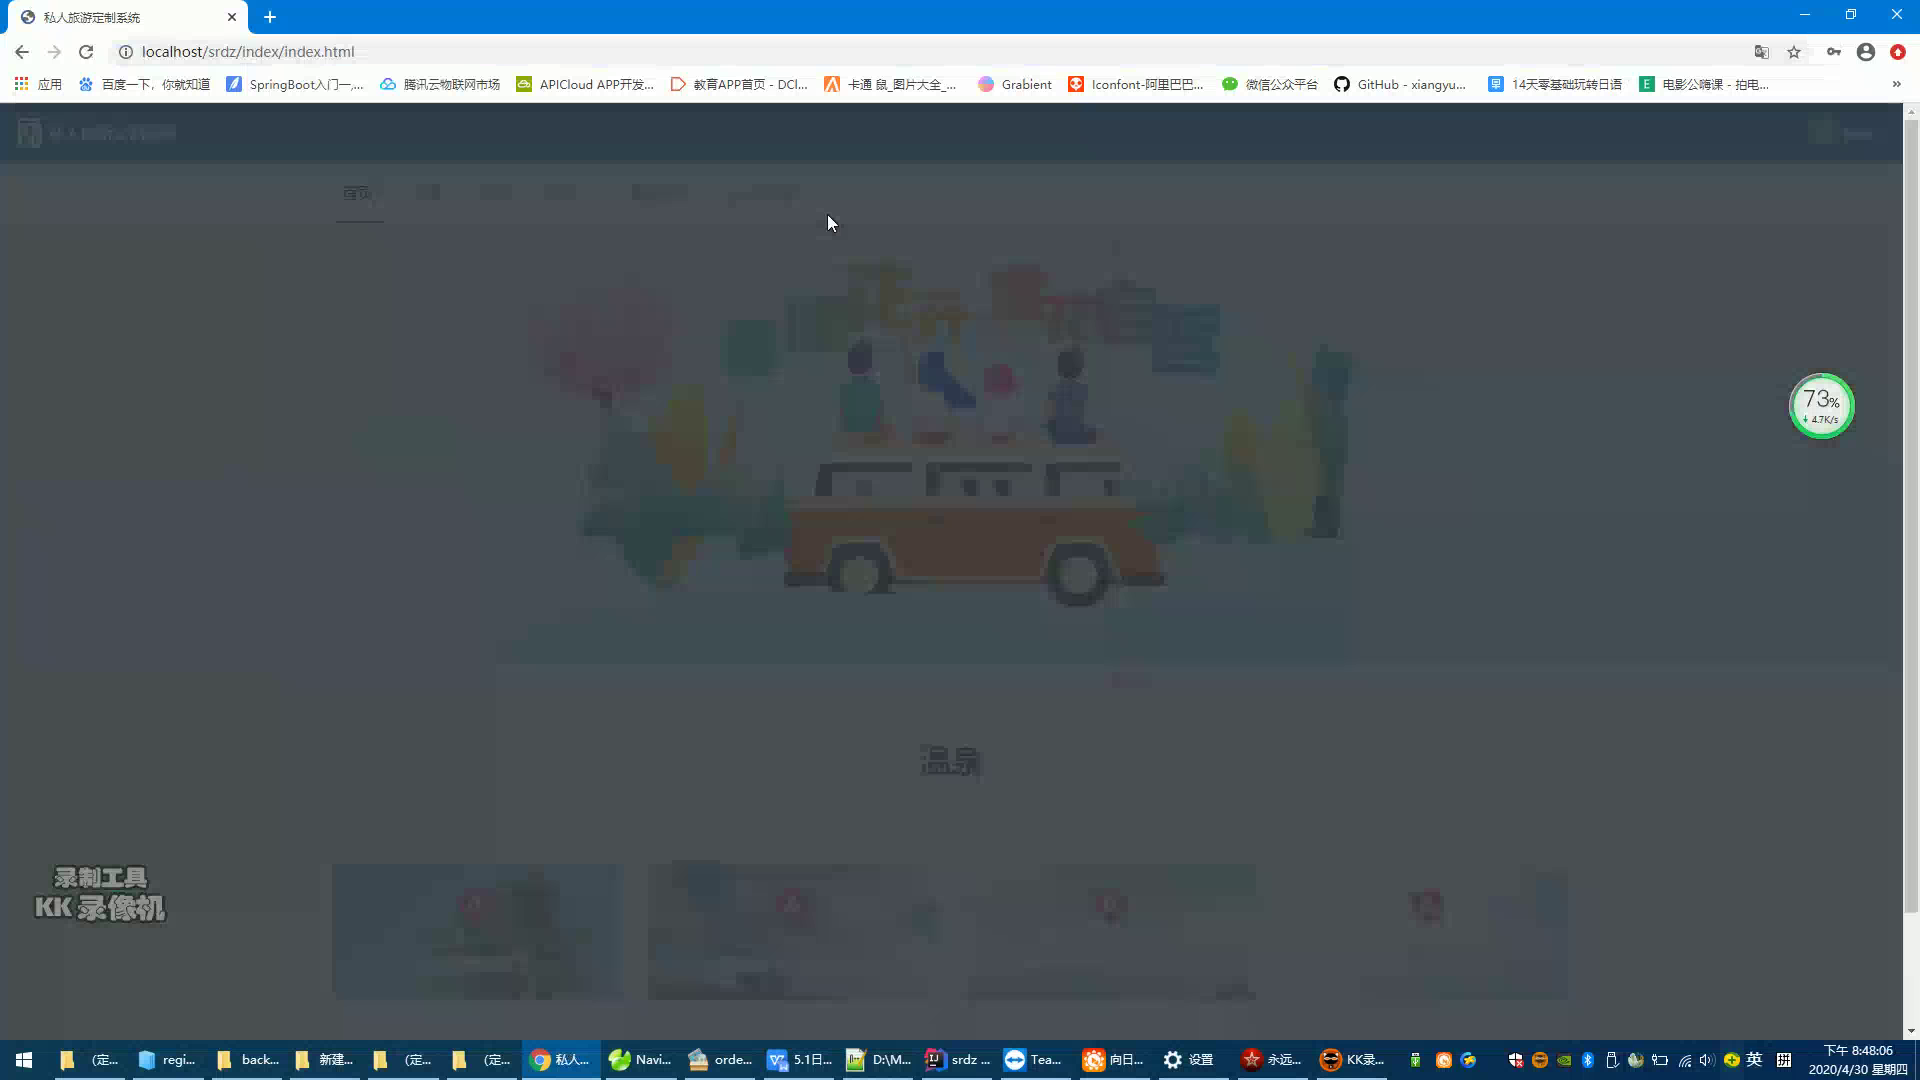 私人旅游定制系统
localhost/srdz/index/index.html
应用
百度一下，你就知道
SpringBoot入门一,...
腾讯云物联网市场
APICloud APP开发...
教育APP首页 - DCl...
卡通 鼠_图片大全_...
Grabient
Iconfont-阿里巴巴...
微信公众平台
GitHub - xiangyu...
14天零基础玩转日语
电影公嗨课 - 拍电...
»
首页
73%
4.7K/s
温泉
录制工具
KK 录像机
(定...
regi...
back...
新建...
(定...
(定...
私人...
Navi...
orde...
5.1日...
D:\M...
srdz ...
Tea...
向日...
设置
永远...
KK录...
英
拼
下午 8:48:06
2020/4/30 星期四